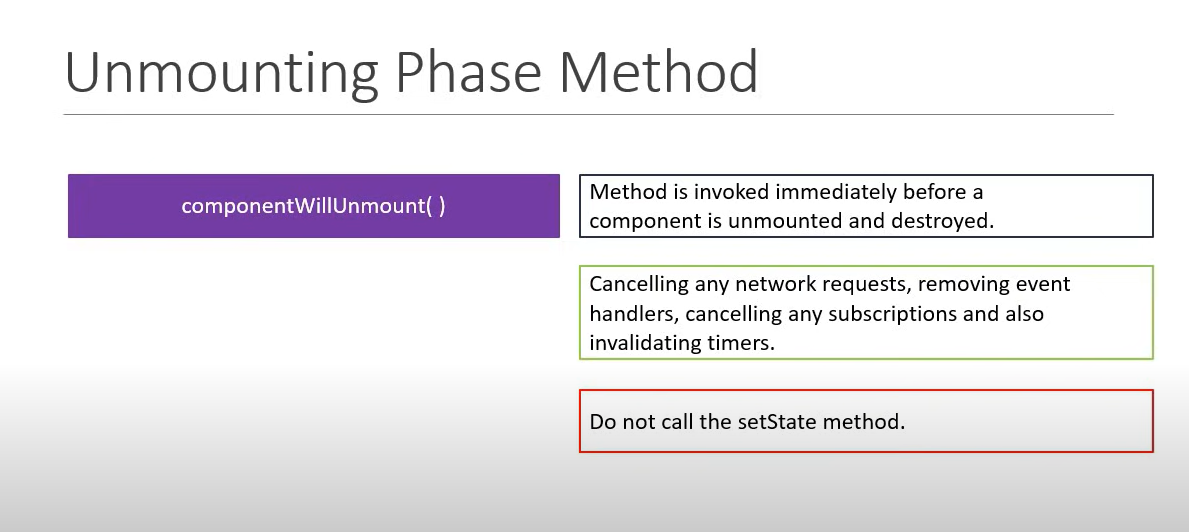 Unmounting Phase Method
componentWillUnmount( )
Method is invoked immediately before a
component is unmounted and destroyed.
Cancelling any network requests, removing event
handlers, cancelling any subscriptions and also
invalidating timers.
Do not call the setState method.